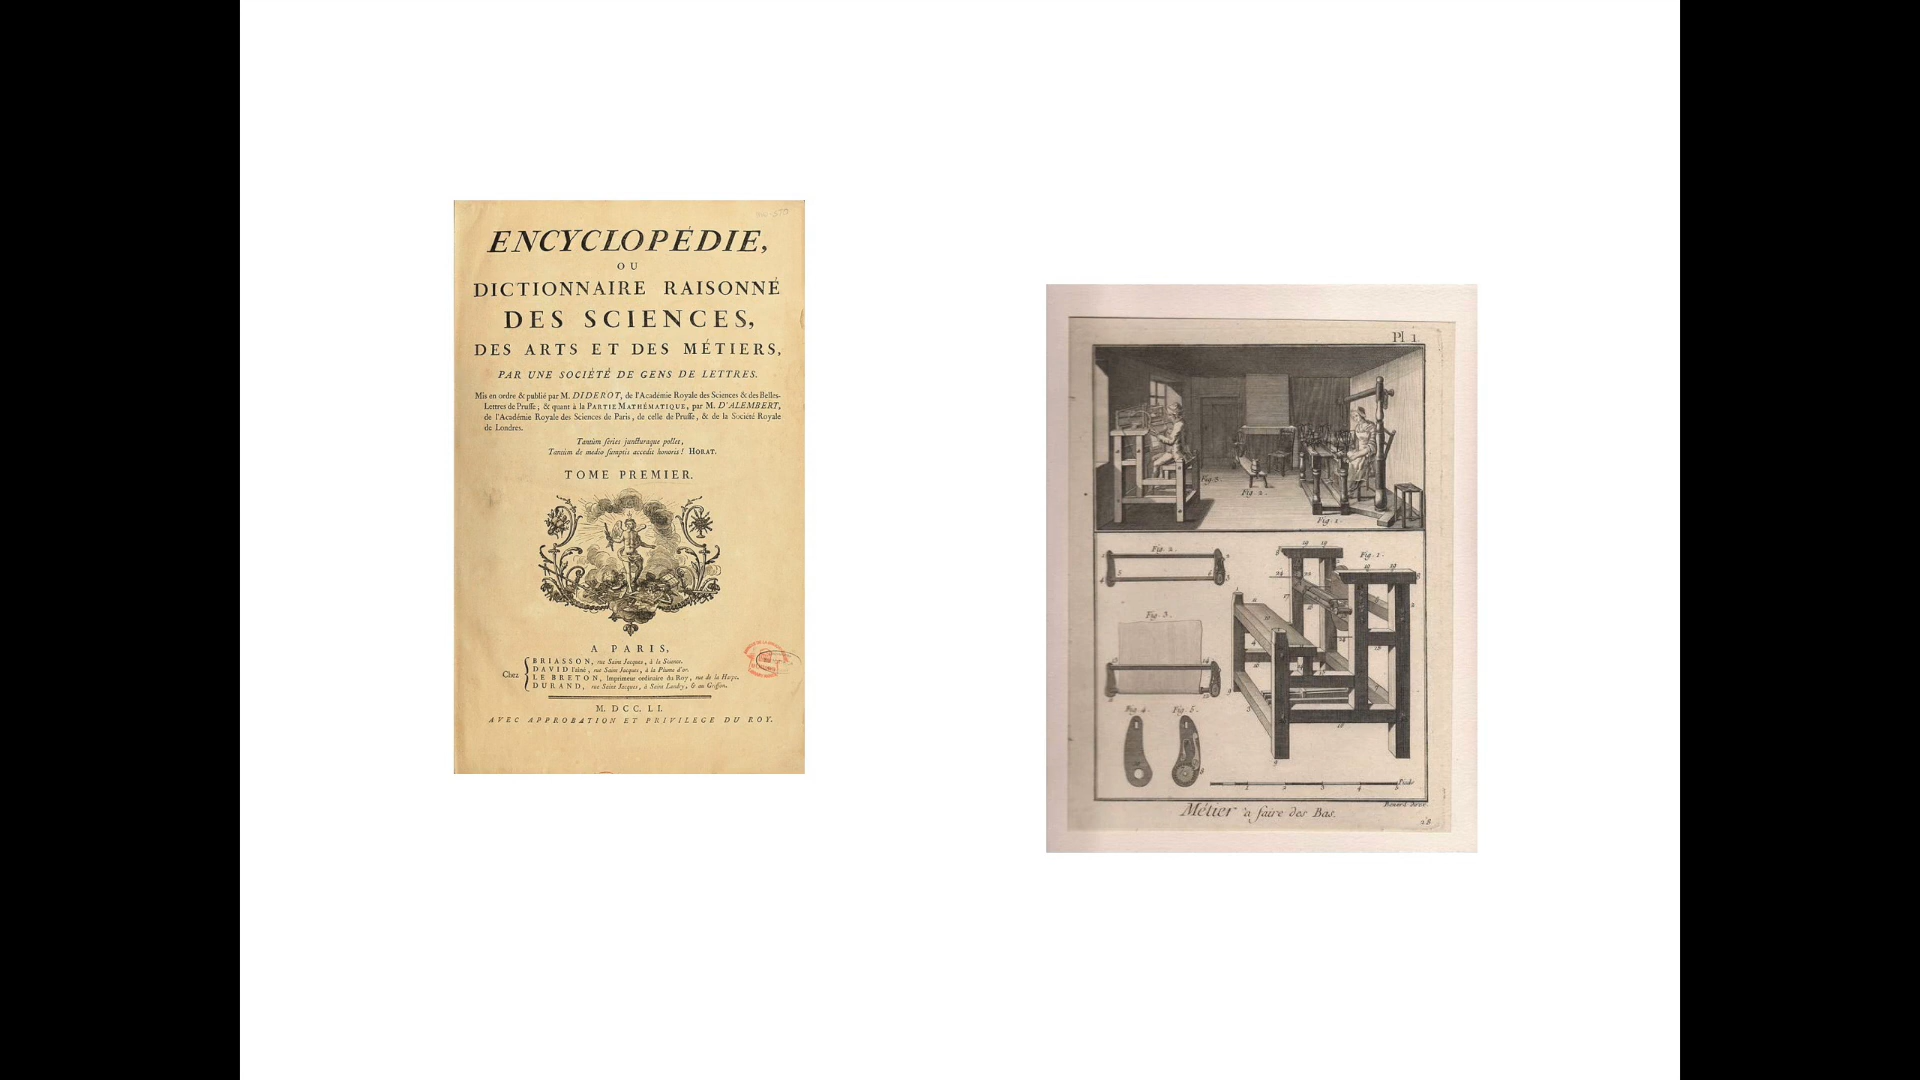 ENCYCLOPÉDIE,
OU
DICTIONNAIRE RAISONNÉ
DES SCIENCES,
DES ARTS ET DES MÉTIERS,
PAR UNE SOCIÉTÉ DE GENS DE LETTRES.
Mis en ordre & publié par M. DIDEROT, de l'Académie Royale des Sciences & des Belles-
Lettres de Pruſſe; & quant à la PARTIE MATHÉMATIQUE, par M. D'ALEMBERT,
de l'Académie Royale des Sciences de Paris, de celle de Pruſſe, & de la Société Royale
de Londres.
Tantùm ſeries juncturaque pollet,
Tantùm de medio ſumptis accedit honoris! HORAT.
TOME PREMIER.
A PARIS,
Chez
BRIASSON, rue Saint Jacques, à la Science.
DAVID l'aîné, rue Saint Jacques, à la Plume d'or.
LE BRETON, Imprimeur ordinaire du Roy, rue de la Harpe.
DURAND, rue Saint Jacques, à Saint Landry, & au Griffon.
M. DCC. LI.
AVEC APPROBATION ET PRIVILEGE DU ROY.
Pl 1
Fig. 3.
Fig. 2.
Fig. 1.
Fig. 2.
Fig. 1.
Fig. 3.
Fig. 4.
Fig. 5.
Pieds
Métier à faire des Bas.